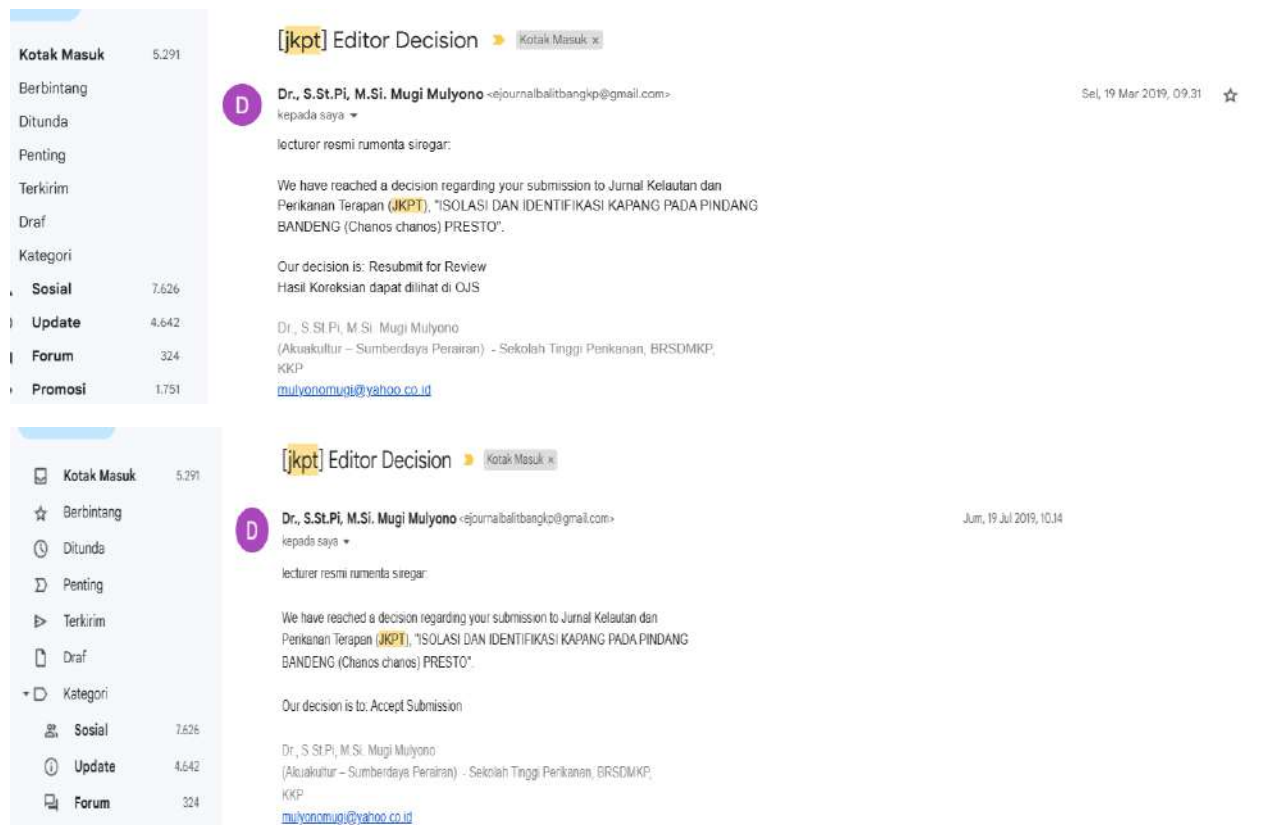 [jkpt] Editor Decision Kotak Masuk x
Kotak Masuk 5.291
Berbintang
Ditunda
Penting
Terkirim
Draf
Kategori
Sosial 7.626
Update 4.642
Forum 324
Promosi 1.751
D
Dr., S.St.Pi, M.Si. Mugi Mulyono <ejournalbalitbangkp@gmail.com>
Sel, 19 Mar 2019, 09.31
kepada saya
lecturer resmi rumenta siregar:
We have reached a decision regarding your submission to Jurnal Kelautan dan
Perikanan Terapan (JKPT), "ISOLASI DAN IDENTIFIKASI KAPANG PADA PINDANG
BANDENG (Chanos chanos) PRESTO".
Our decision is: Resubmit for Review
Hasil Koreksian dapat dilihat di OJS
Dr., S.St.Pi, M.Si. Mugi Mulyono
(Akuakultur – Sumberdaya Perairan) - Sekolah Tinggi Perikanan, BRSDMKP,
KKP
mulyonomugi@yahoo.co.id
[jkpt] Editor Decision Kotak Masuk x
Kotak Masuk 5.291
Berbintang
Ditunda
Penting
Terkirim
Draf
Kategori
Sosial 7.626
Update 4.642
Forum 324
D
Dr., S.St.Pi, M.Si. Mugi Mulyono <ejournalbalitbangkp@gmail.com>
Jum, 19 Jul 2019, 10.14
kepada saya
lecturer resmi rumenta siregar:
We have reached a decision regarding your submission to Jurnal Kelautan dan
Perikanan Terapan (JKPT), "ISOLASI DAN IDENTIFIKASI KAPANG PADA PINDANG
BANDENG (Chanos chanos) PRESTO".
Our decision is to: Accept Submission
Dr., S.St.Pi, M.Si. Mugi Mulyono
(Akuakultur – Sumberdaya Perairan) - Sekolah Tinggi Perikanan, BRSDMKP,
KKP
mulyonomugi@yahoo.co.id